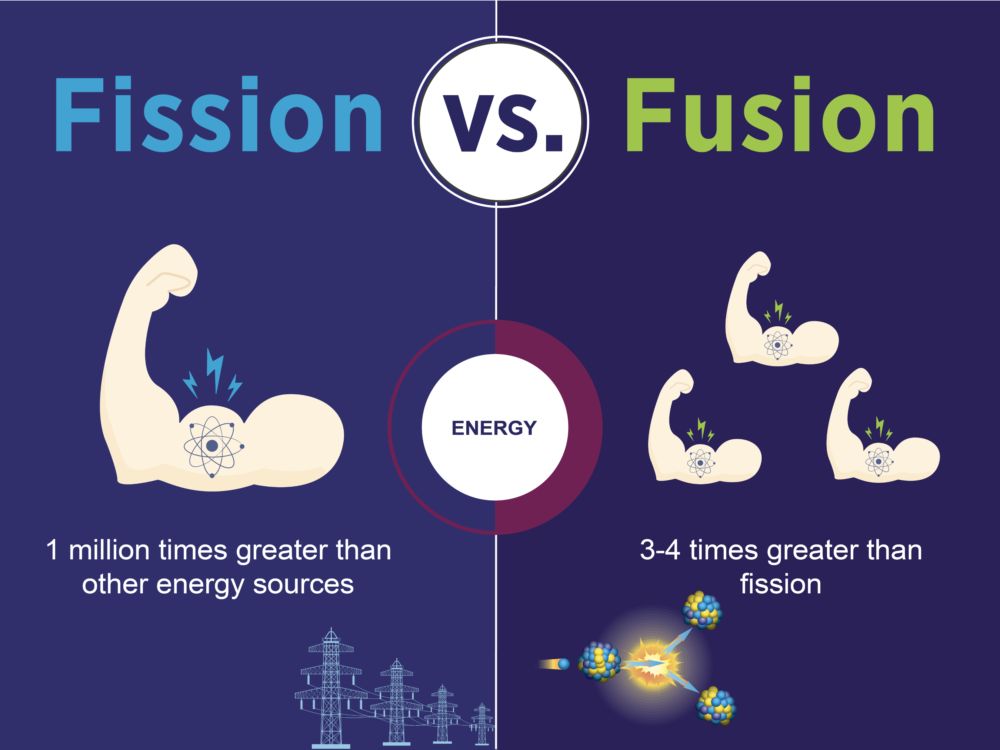 Fission
vs.
Fusion
ENERGY
1 million times greater than
other energy sources
3-4 times greater than
fission